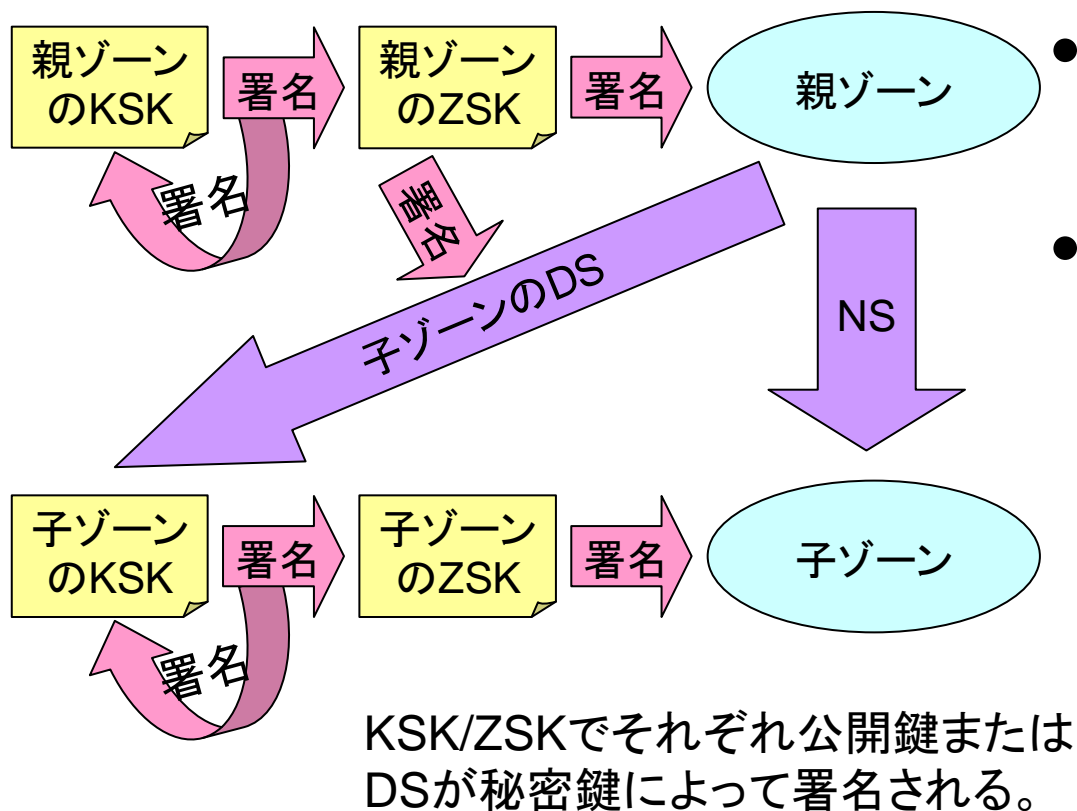 親ゾーン
のKSK
署名
親ゾーン
のZSK
署名
親ゾーン
署名
署名
子ゾーンのDS
NS
子ゾーン
のKSK
署名
子ゾーン
のZSK
署名
子ゾーン
署名
KSK/ZSKでそれぞれ公開鍵または
DSが秘密鍵によって署名される。